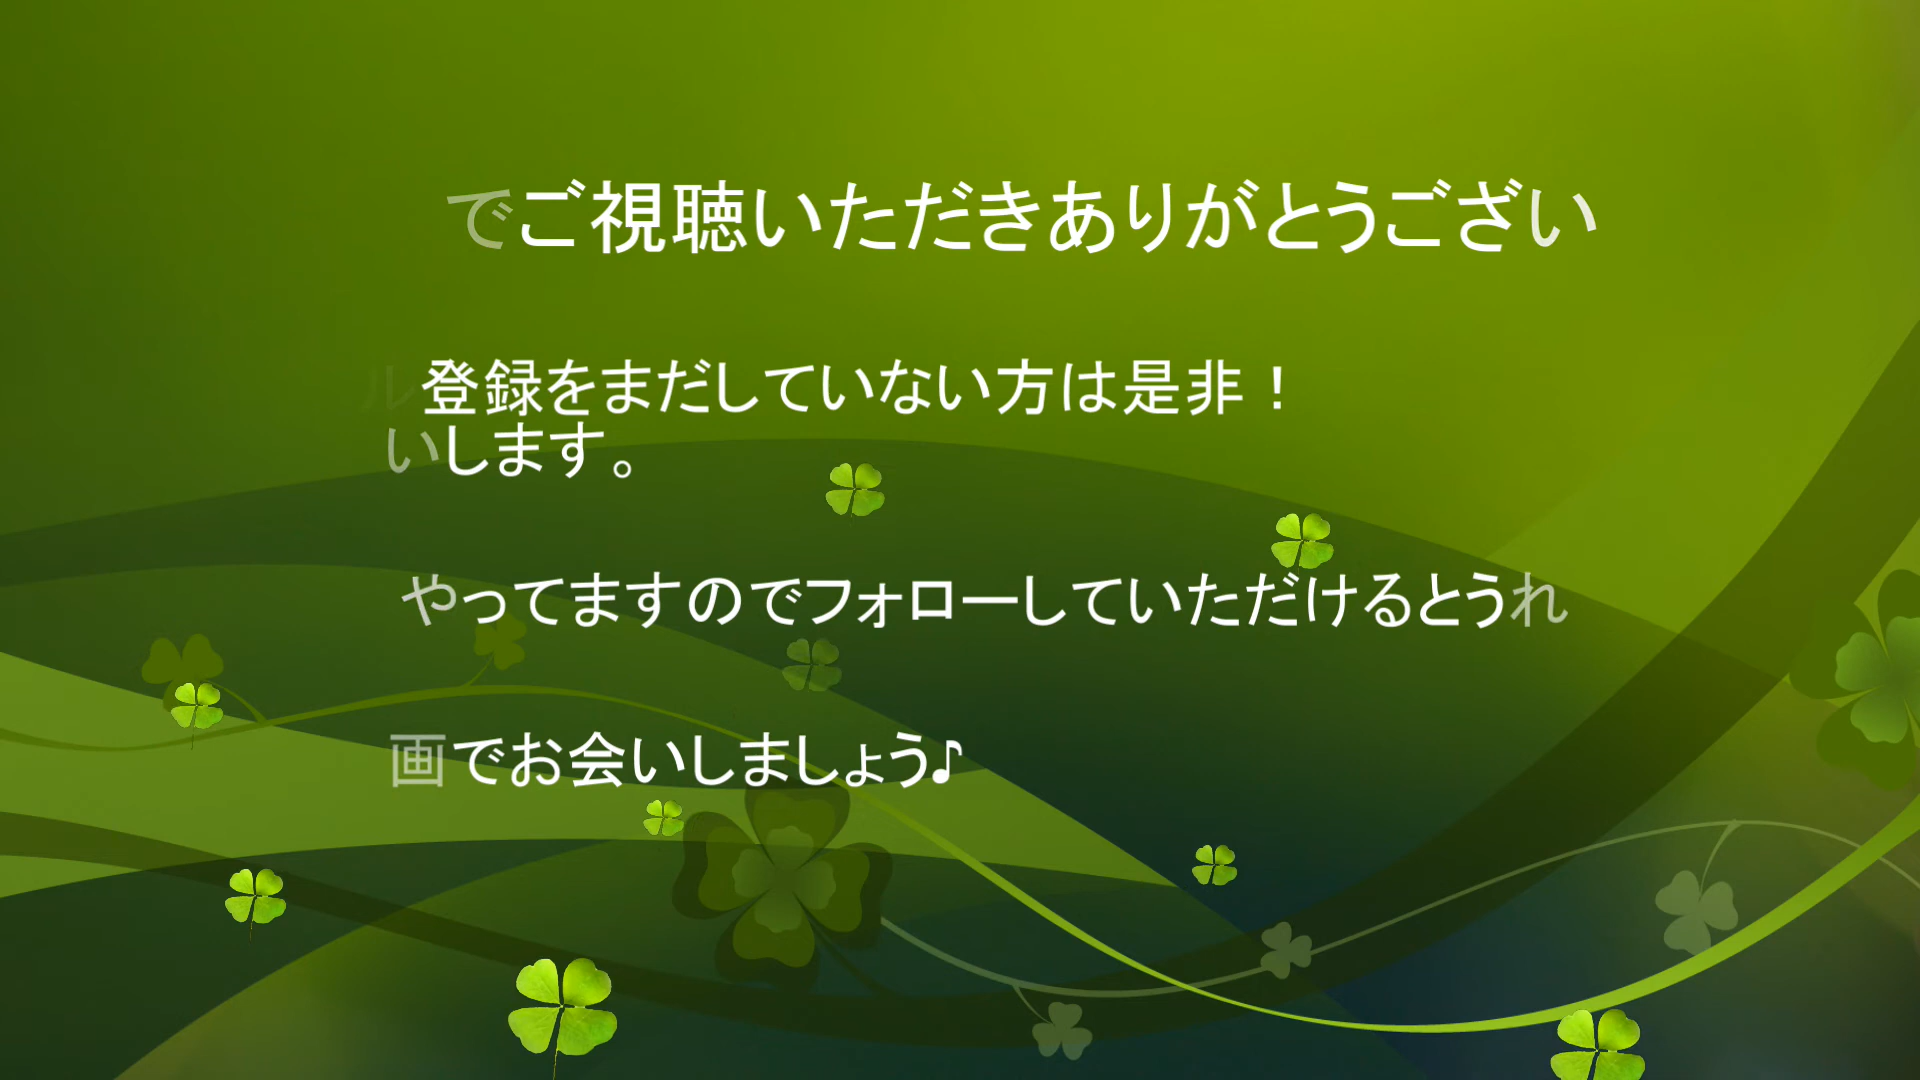 でご視聴いただきありがとうござい
ル登録をまだしていない方は是非！
いします。
やってますのでフォローしていただけるとうれ
画でお会いしましょう♪